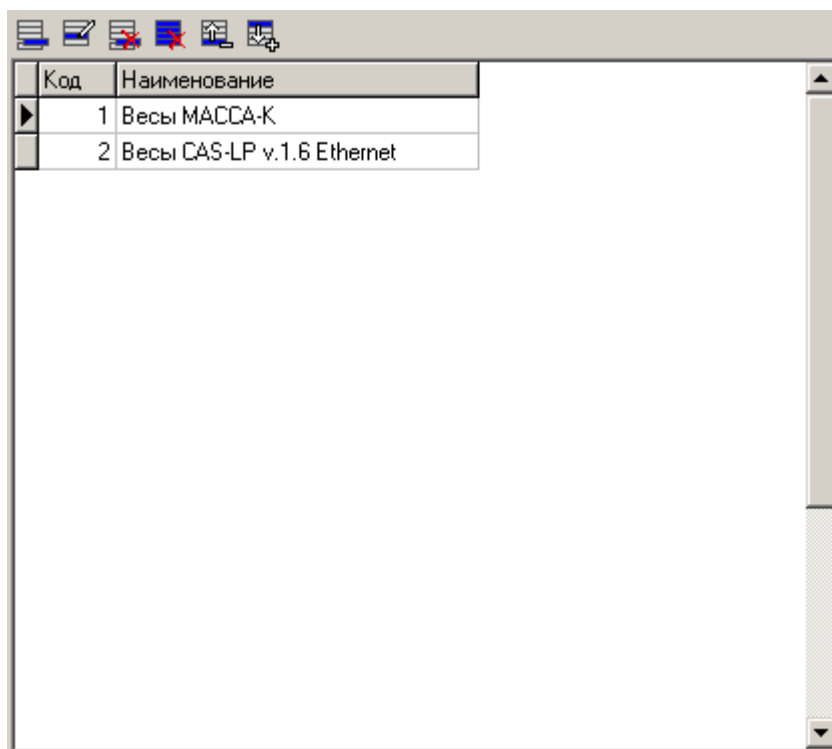 Код Наименование
1 Весы МАССА-К
2 Весы CAS-LP v.1.6 Ethernet